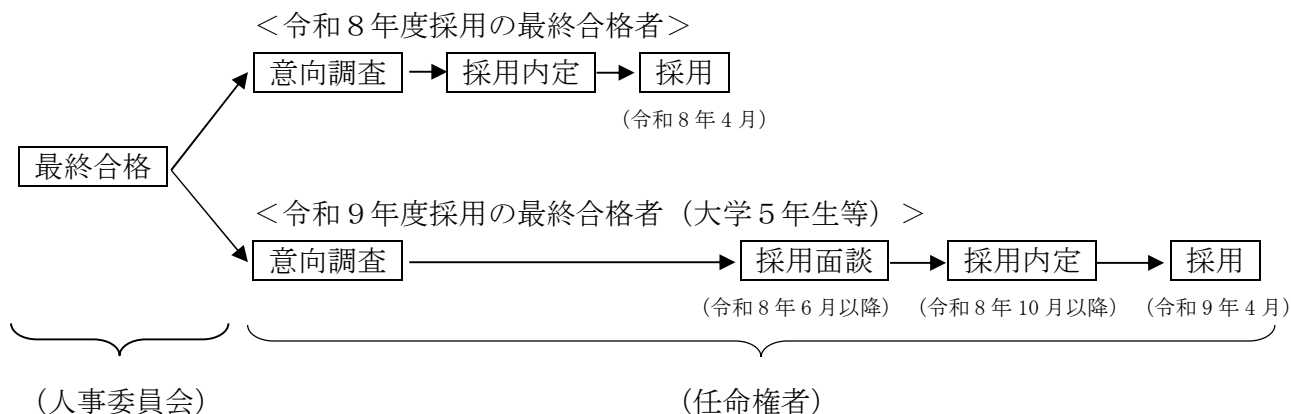 ＜令和８年度採用の最終合格者＞
意向調査 採用内定 採用
（令和８年４月）
最終合格
＜令和９年度採用の最終合格者（大学５年生等）＞
意向調査 採用面談 採用内定 採用
（令和８年６月以降） （令和８年10月以降） （令和９年４月）
（人事委員会） （任命権者）